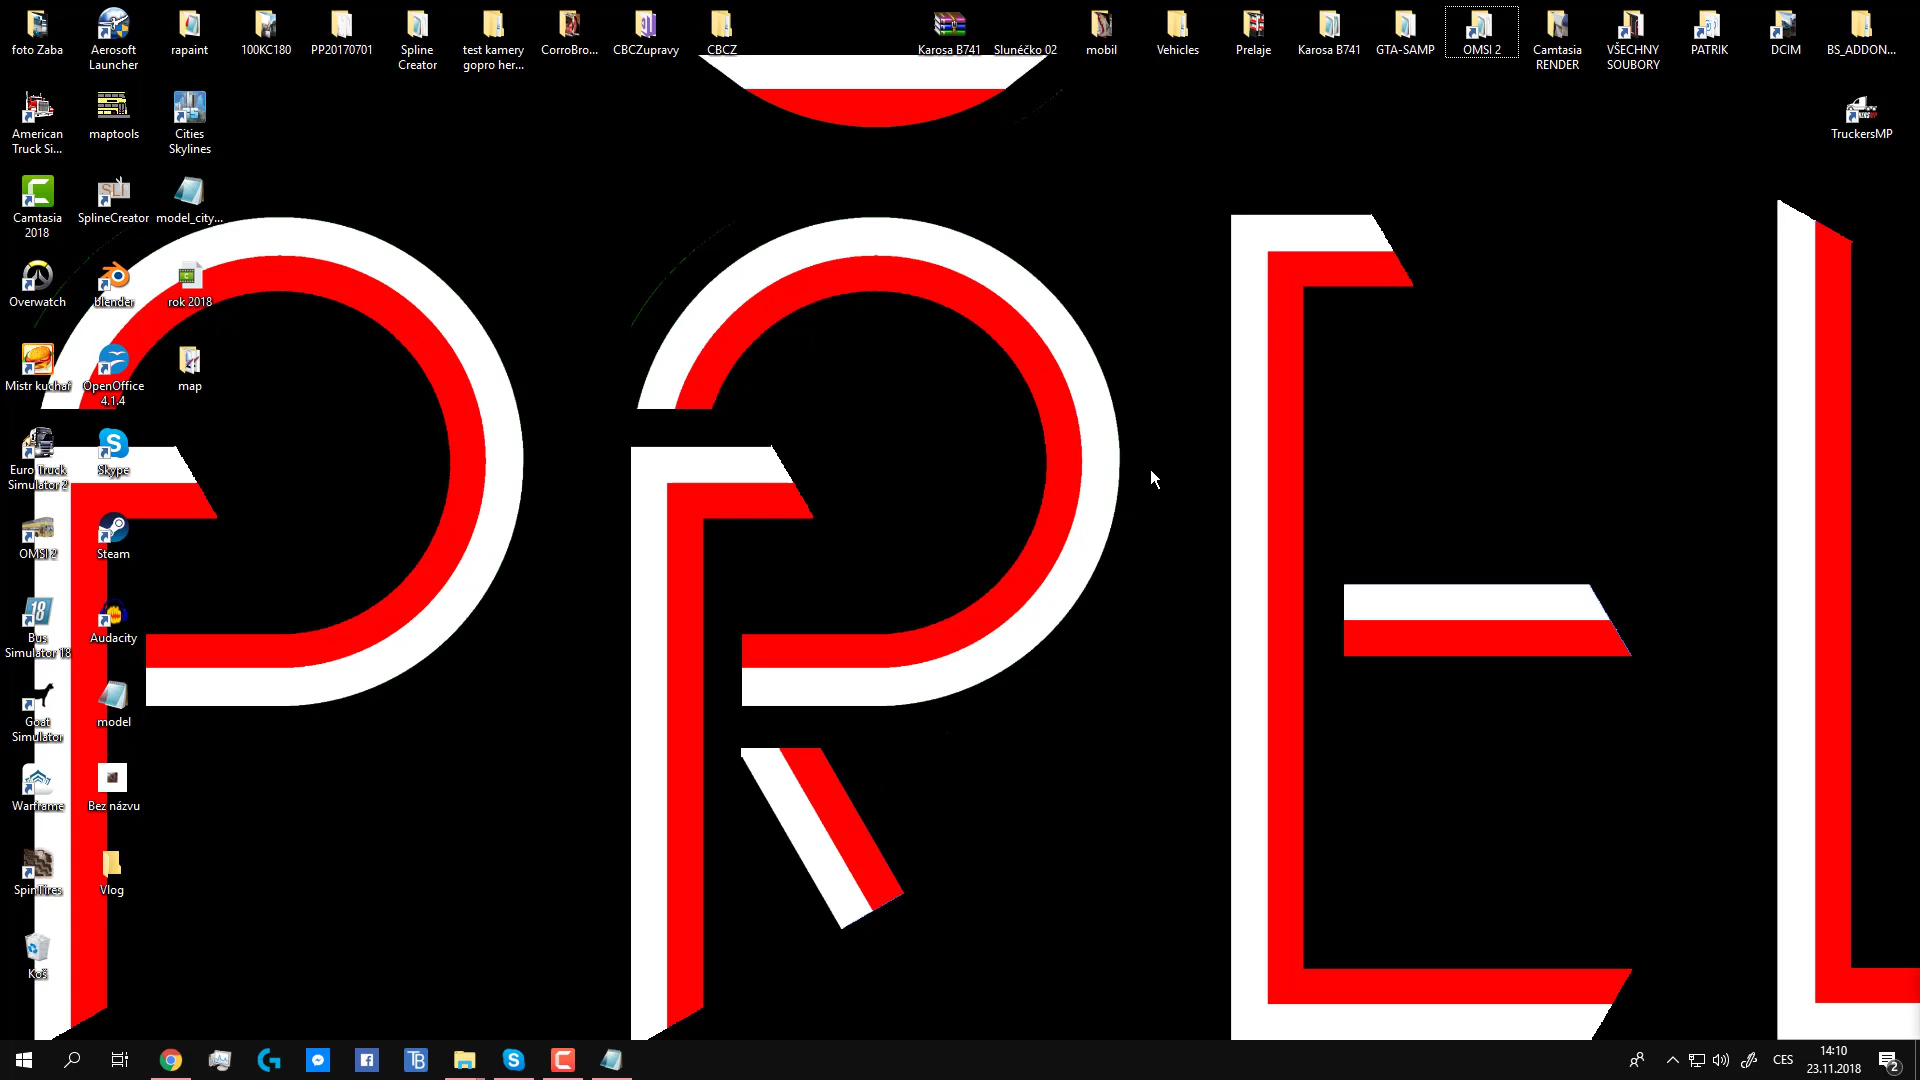 foto Zaba
Aerosoft
Launcher
rapaint
100KC180
PP20170701
Spline
Creator
test kamery
gopro her...
CorroBro...
CBCZupravy
CBCZ
Karosa B741
Slunéčko 02
mobil
Vehicles
Prelaje
Karosa B741
GTA-SAMP
OMSI 2
Camtasia
RENDER
VŠECHNY
SOUBORY
PATRIK
DCIM
BS_ADDON...
American
Truck Si...
maptools
Cities
Skylines
TruckersMP
Camtasia
2018
SplineCreator
model_city...
Overwatch
blender
rok 2018
Mistr kuchař
OpenOffice
4.1.4
map
Euro Truck
Simulator 2
Skype
OMSI 2
Steam
Bus
Simulator 18
Audacity
Goat
Simulator
model
Warframe
Bez názvu
SpinTires
Vlog
Koš
PREL
CES
14:10
23.11.2018
2